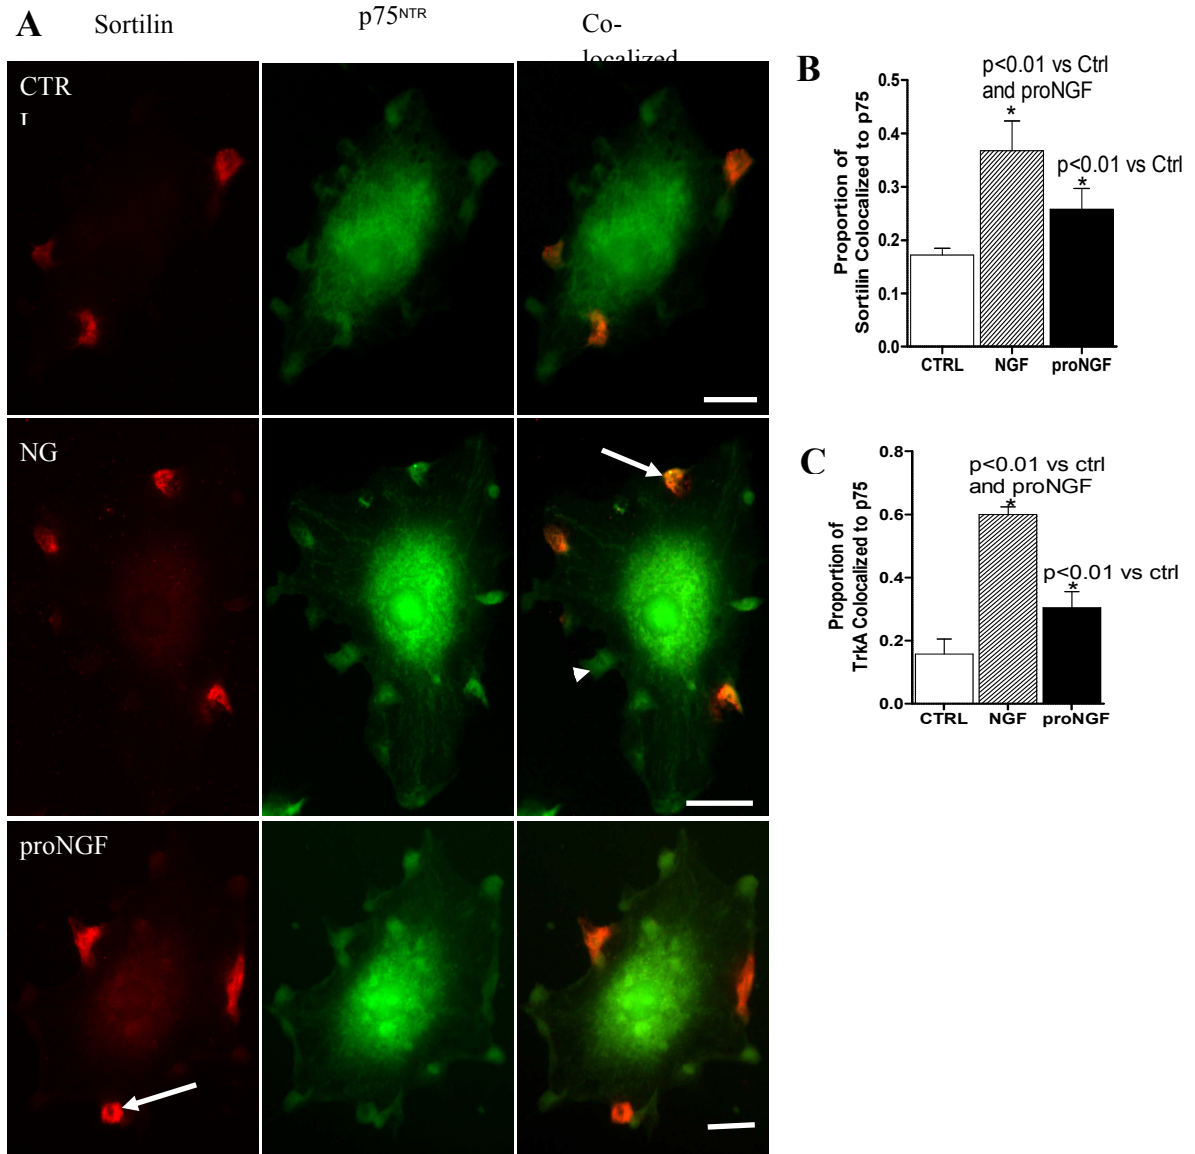 A
Sortilin
p75NTR
Co-
localized
CTR
L
NG
proNGF
B
p<0.01 vs Ctrl
and proNGF
*
p<0.01 vs Ctrl
*
Proportion of
Sortilin Colocalized to p75
0.5
0.4
0.3
0.2
0.1
0.0
CTRL NGF proNGF
C
p<0.01 vs ctrl
and proNGF
*
p<0.01 vs ctrl
*
Proportion of
TrkA Colocalized to p75
0.8
0.6
0.4
0.2
0.0
CTRL NGF proNGF